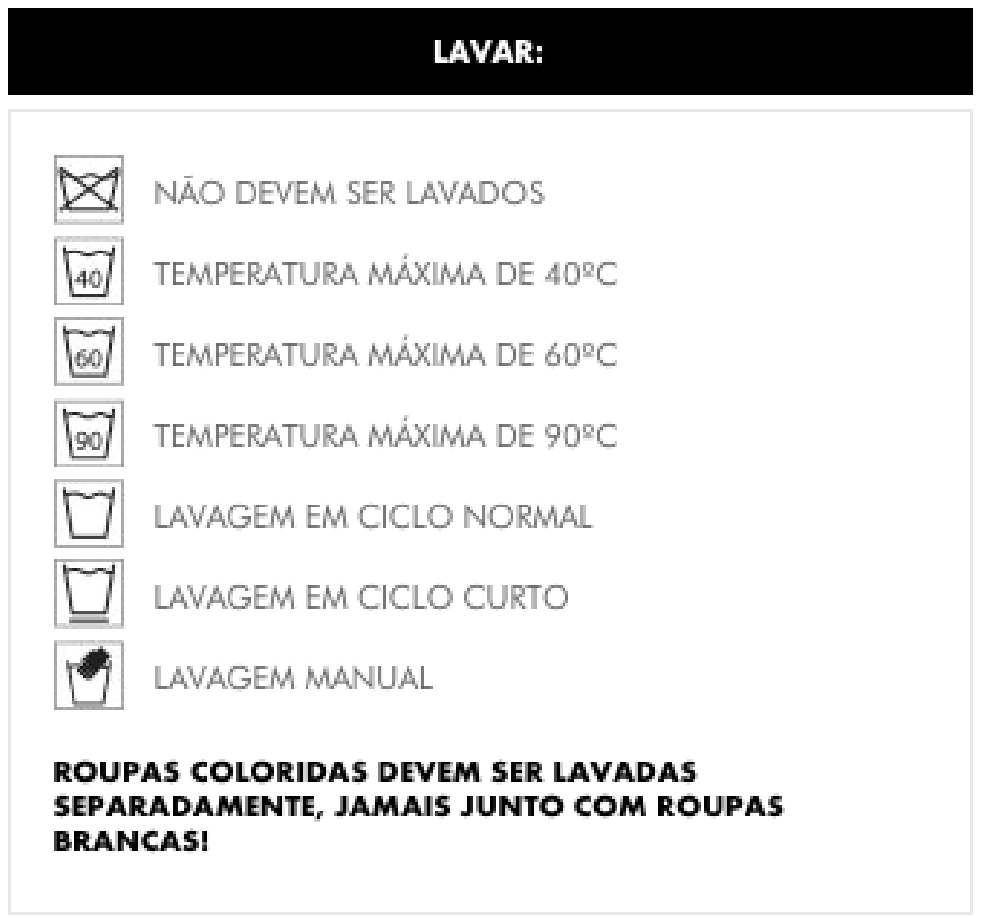 LAVAR:
NÃO DEVEM SER LAVADOS
40
TEMPERATURA MÁXIMA DE 40ºC
60
TEMPERATURA MÁXIMA DE 60ºC
90
TEMPERATURA MÁXIMA DE 90ºC
LAVAGEM EM CICLO NORMAL
LAVAGEM EM CICLO CURTO
LAVAGEM MANUAL
ROUPAS COLORIDAS DEVEM SER LAVADAS
SEPARADAMENTE, JAMAIS JUNTO COM ROUPAS
BRANCAS!